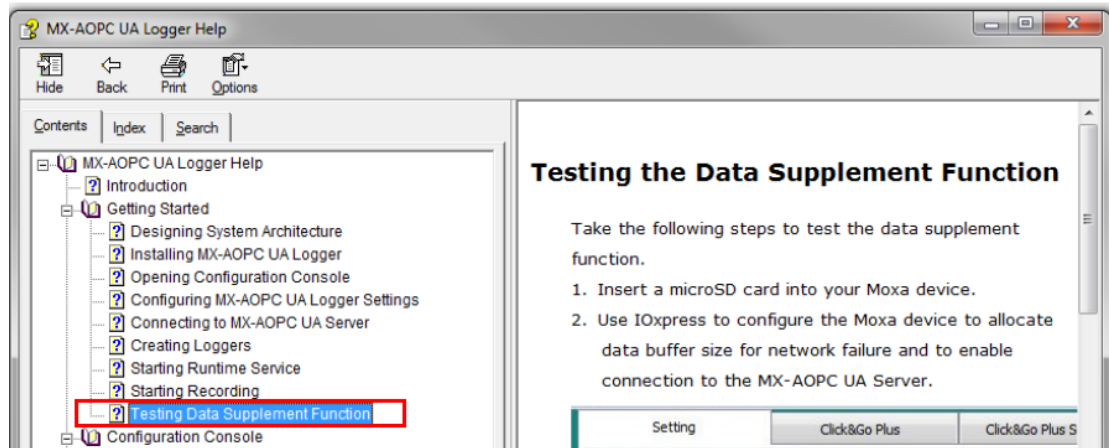 MX-AOPC UA Logger Help
Hide Back Print Options
Contents Index Search
MX-AOPC UA Logger Help
Introduction
Getting Started
Designing System Architecture
Installing MX-AOPC UA Logger
Opening Configuration Console
Configuring MX-AOPC UA Logger Settings
Connecting to MX-AOPC UA Server
Creating Loggers
Starting Runtime Service
Starting Recording
Testing Data Supplement Function
Configuration Console
Testing the Data Supplement Function
Take the following steps to test the data supplement
function.
1. Insert a microSD card into your Moxa device.
2. Use IOxpress to configure the Moxa device to allocate
data buffer size for network failure and to enable
connection to the MX-AOPC UA Server.
Setting Click&Go Plus Click&Go Plus S